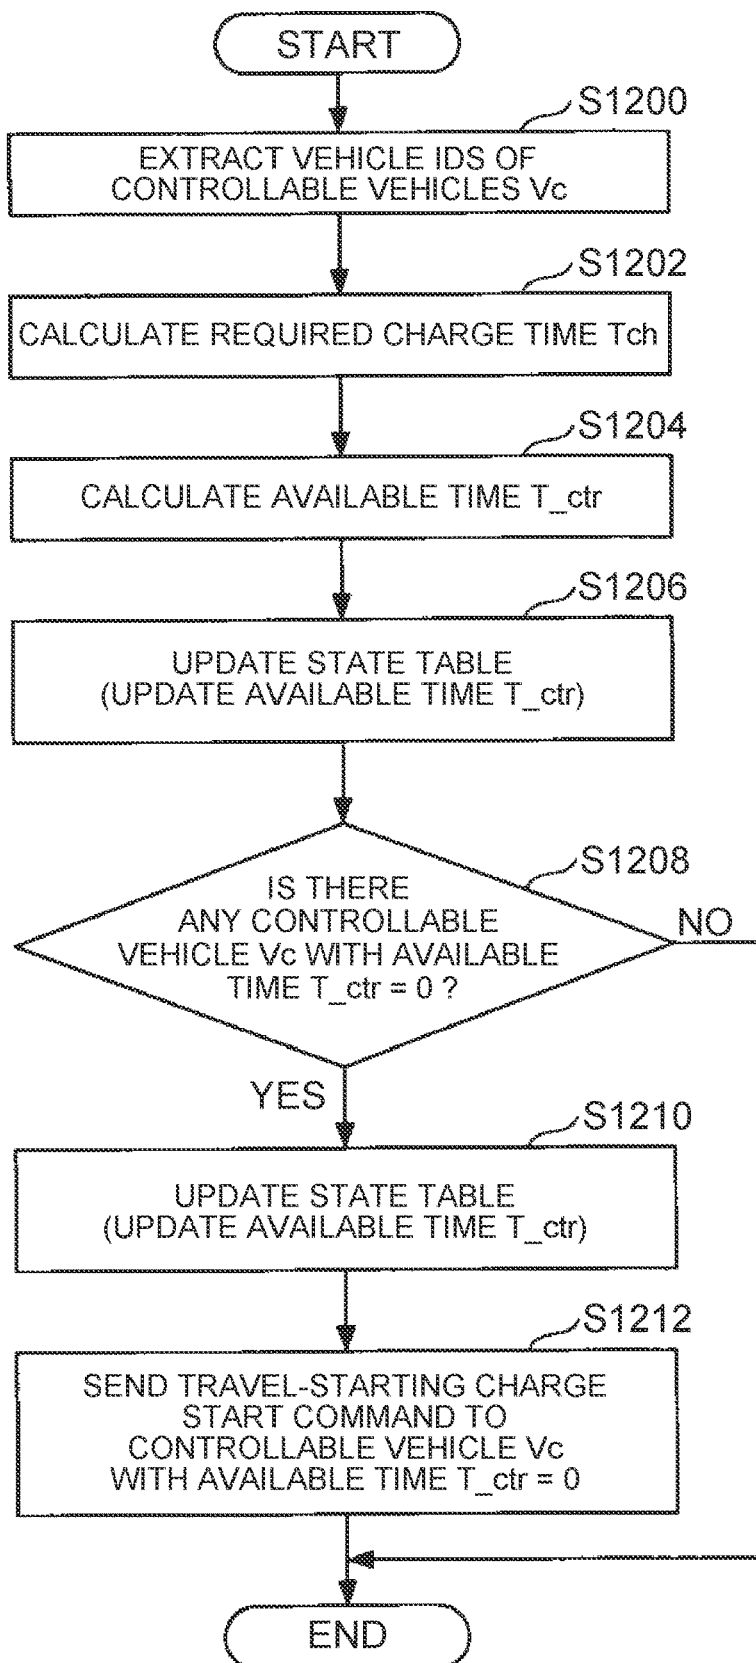 START
S1200
EXTRACT VEHICLE IDS OF
CONTROLLABLE VEHICLES Vc
S1202
CALCULATE REQUIRED CHARGE TIME Tch
S1204
CALCULATE AVAILABLE TIME T_ctr
S1206
UPDATE STATE TABLE
(UPDATE AVAILABLE TIME T_ctr)
S1208
IS THERE
ANY CONTROLLABLE
VEHICLE Vc WITH AVAILABLE
TIME T_ctr = 0 ?
NO
YES
S1210
UPDATE STATE TABLE
(UPDATE AVAILABLE TIME T_ctr)
S1212
SEND TRAVEL-STARTING CHARGE
START COMMAND TO
CONTROLLABLE VEHICLE Vc
WITH AVAILABLE TIME T_ctr = 0
END